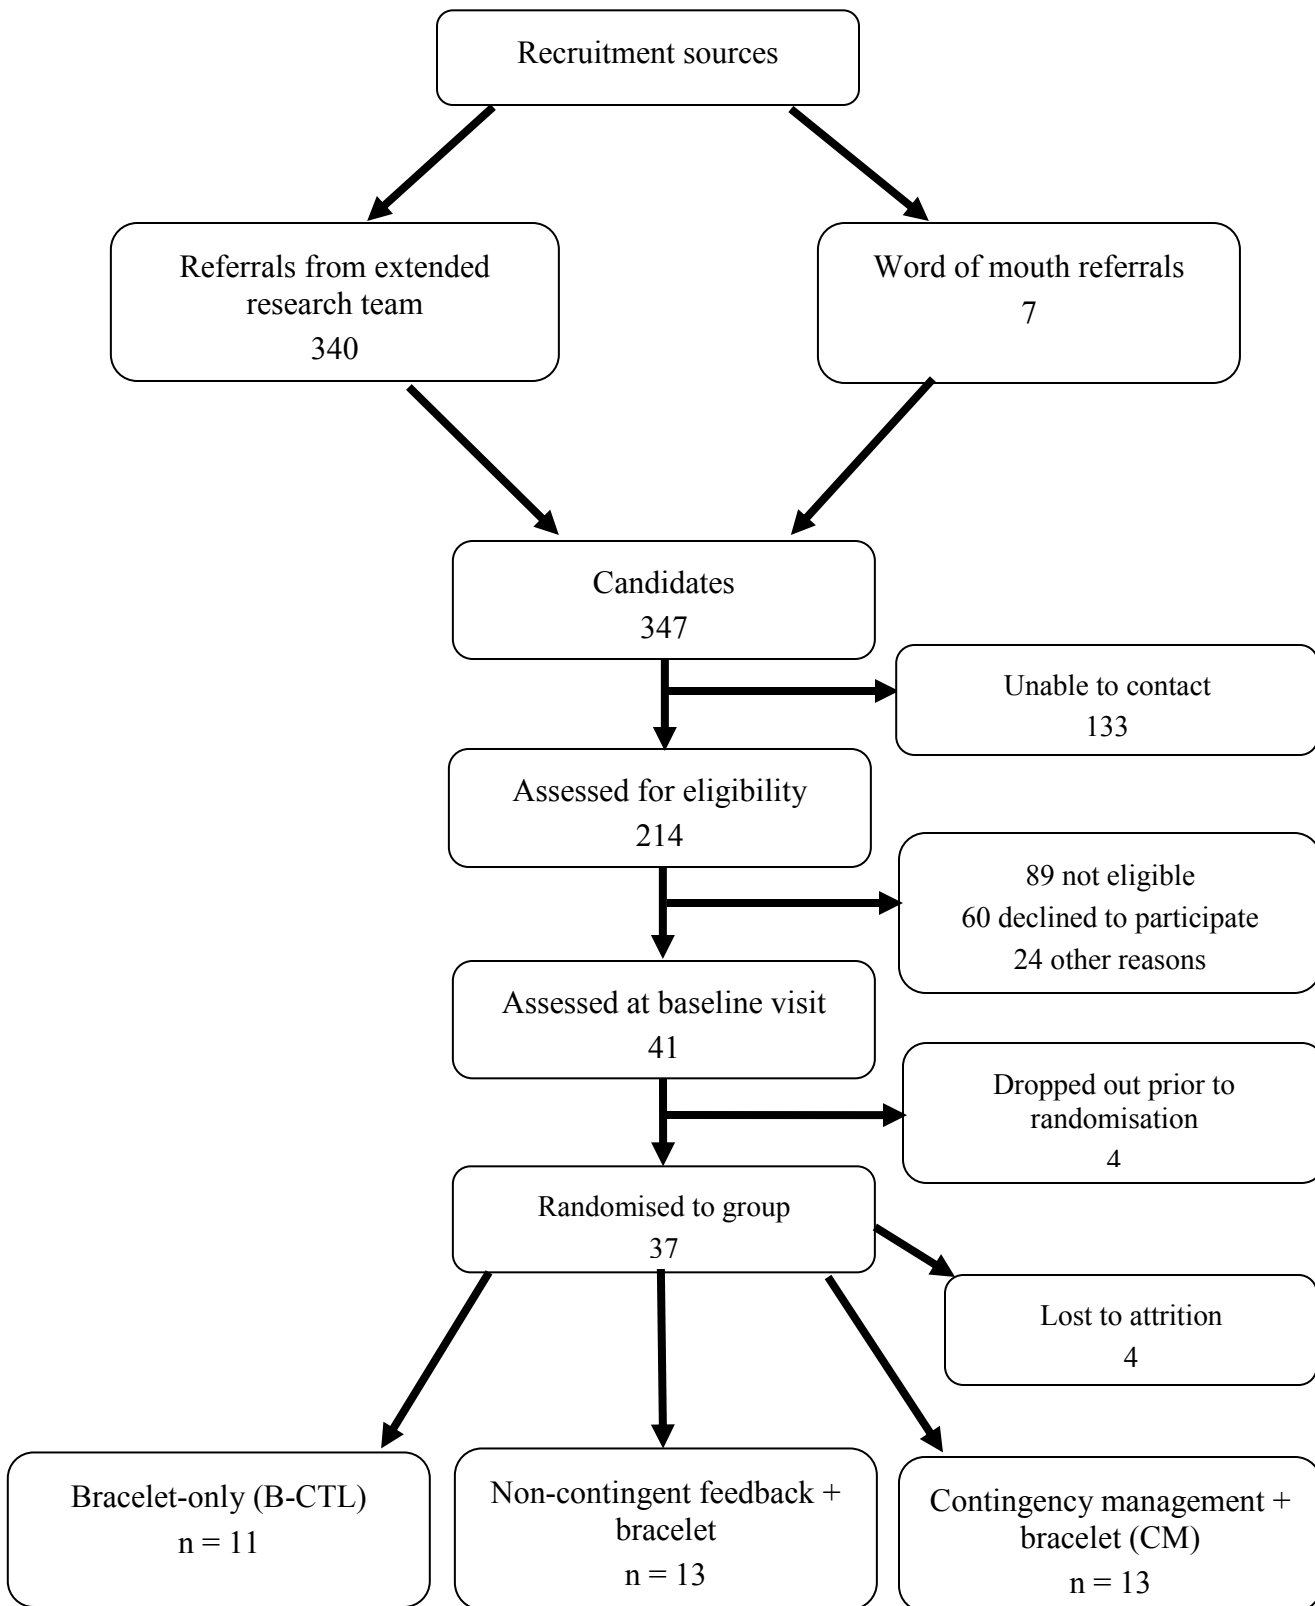 Recruitment sources
Referrals from extended
research team
340
Word of mouth referrals
7
Candidates
347
Unable to contact
133
Assessed for eligibility
214
89 not eligible
60 declined to participate
24 other reasons
Assessed at baseline visit
41
Dropped out prior to
randomisation
4
Randomised to group
37
Lost to attrition
4
Bracelet-only (B-CTL)
n = 11
Non-contingent feedback +
bracelet
n = 13
Contingency management +
bracelet (CM)
n = 13